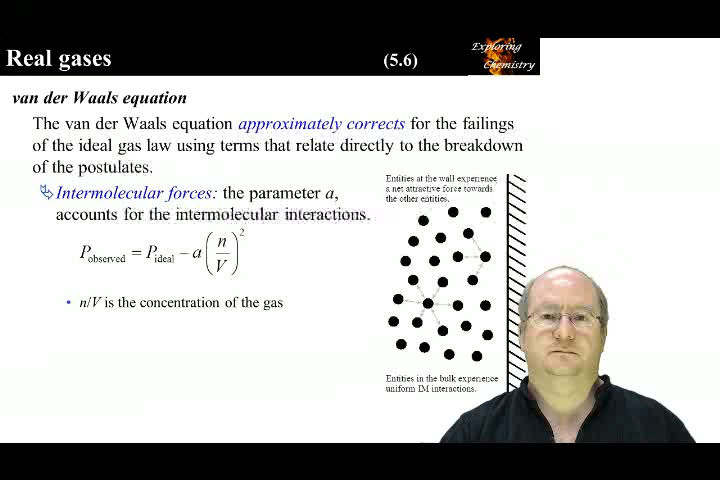 Real gases
(5.6)
Exploring
Chemistry
van der Waals equation
The van der Waals equation approximately corrects for the failings
of the ideal gas law using terms that relate directly to the breakdown
of the postulates.
Intermolecular forces: the parameter a,
accounts for the intermolecular interactions.
P observed = P ideal − a (n/V)²
• n/V is the concentration of the gas
Entities at the wall experience
a net attractive force towards
the other entities.
Entities in the bulk experience
uniform IM interactions.